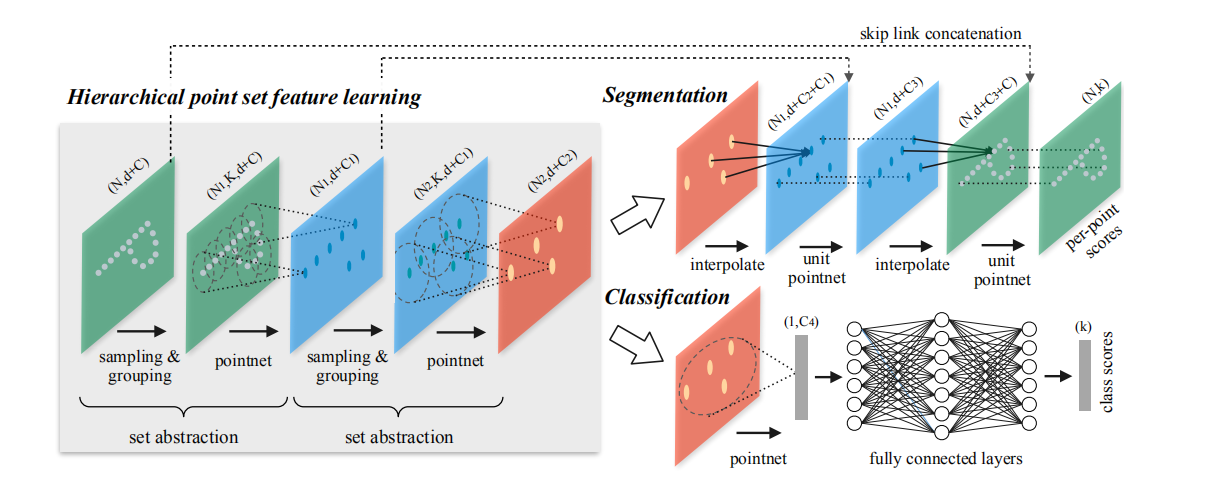 skip link concatenation
Hierarchical point set feature learning
(N,d+C)
(N1,K,d+C)
(N1,d+C1)
(N2,K,d+C1)
(N2,d+C2)
sampling &
grouping
pointnet
sampling &
grouping
pointnet
set abstraction
set abstraction
Segmentation
(N1,d+C2+C1)
(N1,d+C3)
(N,d+C3+C)
(N,k)
interpolate
unit
pointnet
interpolate
unit
pointnet
per-point
scores
Classification
(1,C4)
(k)
class scores
pointnet
fully connected layers